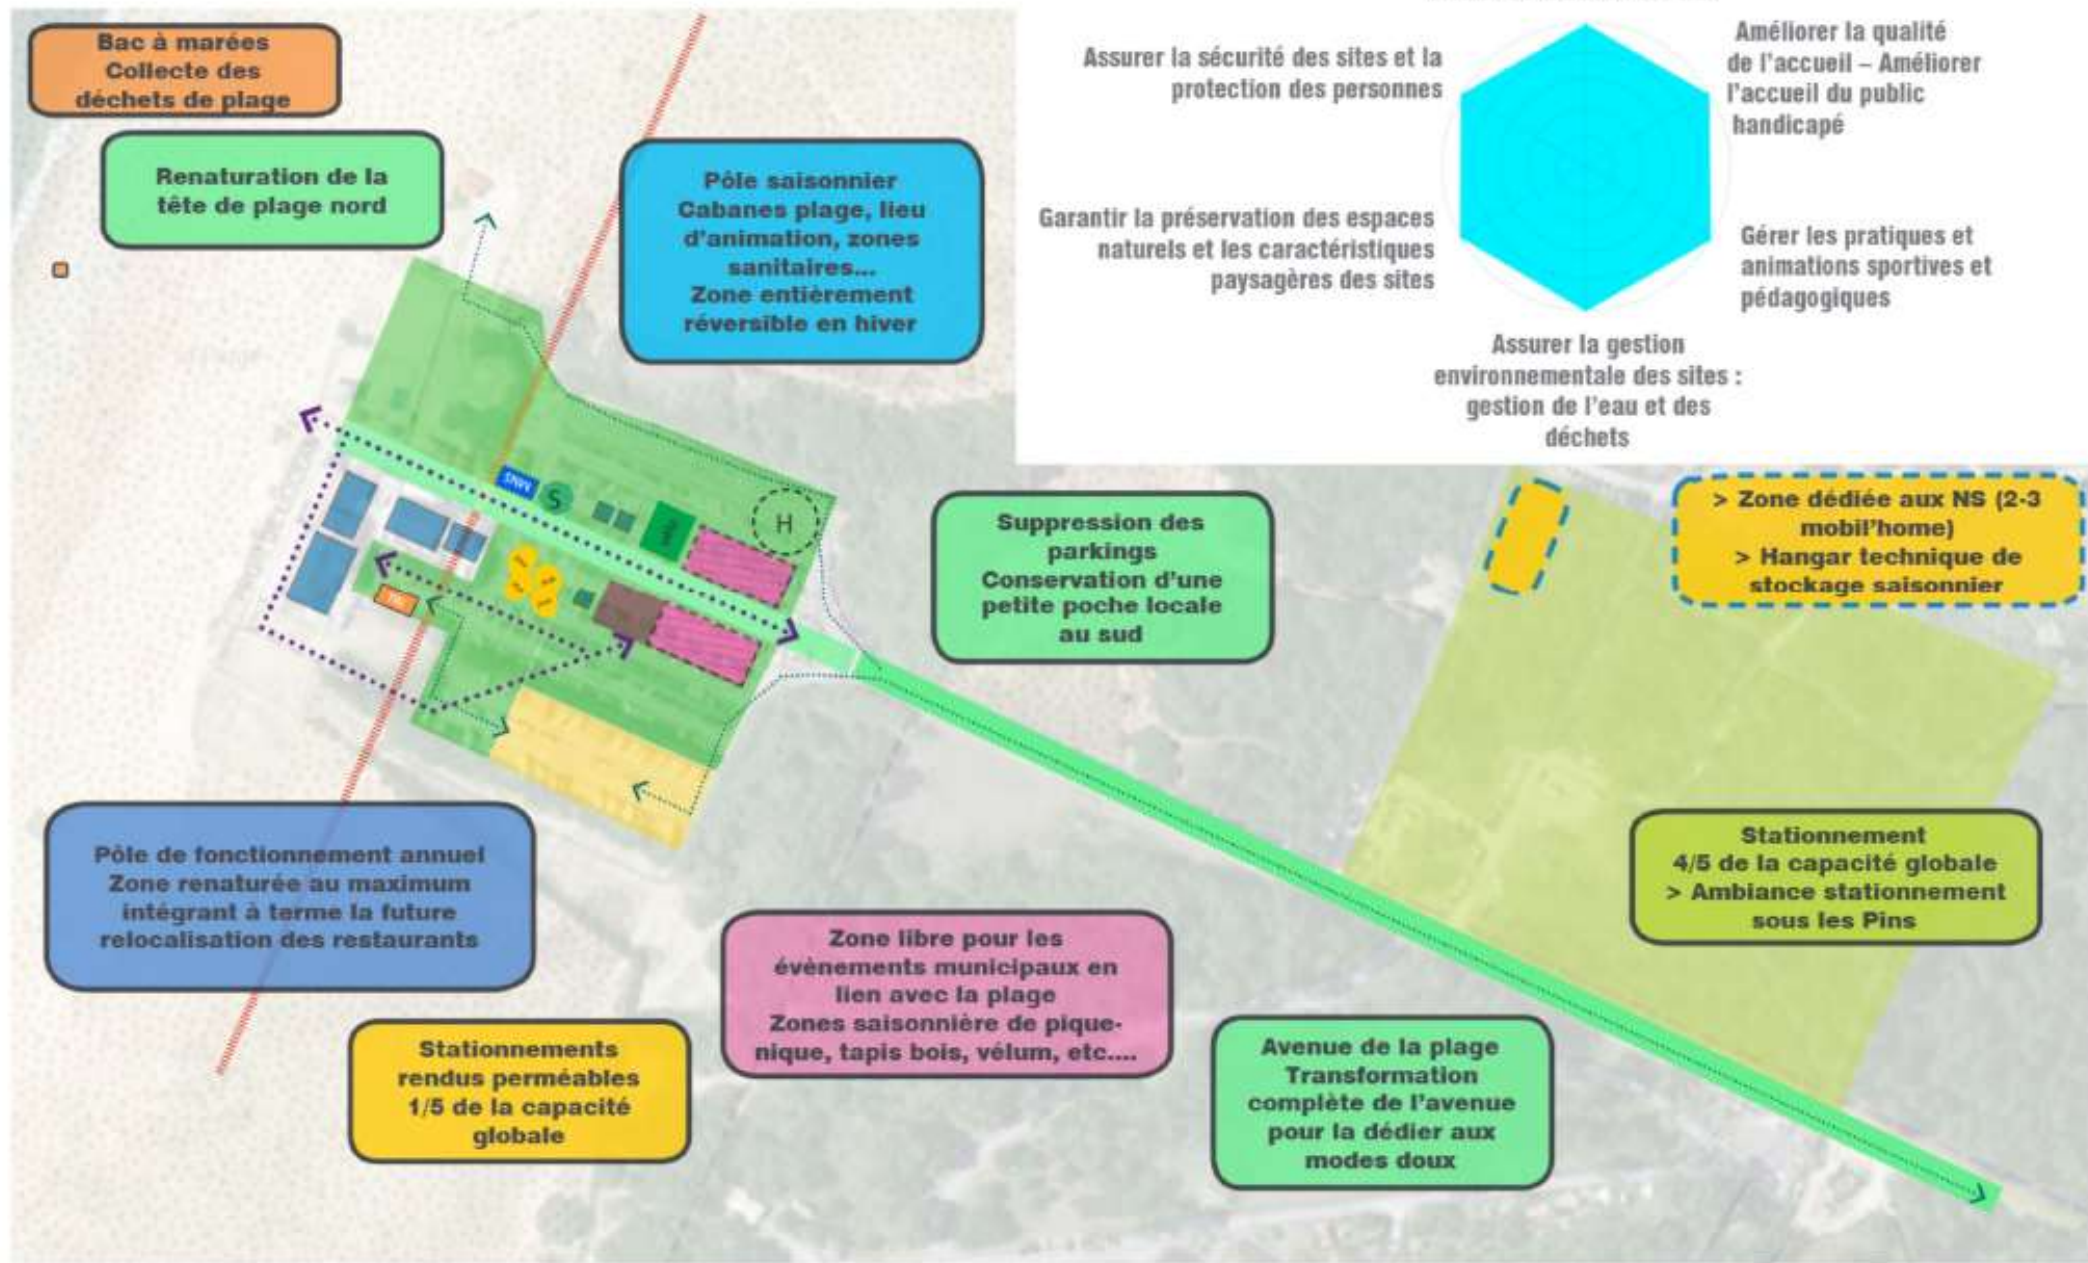 Bac à marées
Collecte des
déchets de plage
Renaturation de la
tête de plage nord
Pôle saisonnier
Cabanes plage, lieu
d'animation, zones
sanitaires...
Zone entièrement
réversible en hiver
Assurer la sécurité des sites et la
protection des personnes
Améliorer la qualité
de l'accueil – Améliorer
l'accueil du public
handicapé
Garantir la préservation des espaces
naturels et les caractéristiques
paysagères des sites
Gérer les pratiques et
animations sportives et
pédagogiques
Assurer la gestion
environnementale des sites :
gestion de l'eau et des
déchets
MNS
S
H
Suppression des
parkings
Conservation d'une
petite poche locale
au sud
> Zone dédiée aux NS (2-3
mobil'home)
> Hangar technique de
stockage saisonnier
Pôle de fonctionnement annuel
Zone renaturée au maximum
intégrant à terme la future
relocalisation des restaurants
Stationnement
4/5 de la capacité globale
> Ambiance stationnement
sous les Pins
Zone libre pour les
évènements municipaux en
lien avec la plage
Zones saisonnière de pique-
nique, tapis bois, vélum, etc....
Stationnements
rendus perméables
1/5 de la capacité
globale
Avenue de la plage
Transformation
complète de l'avenue
pour la dédier aux
modes doux